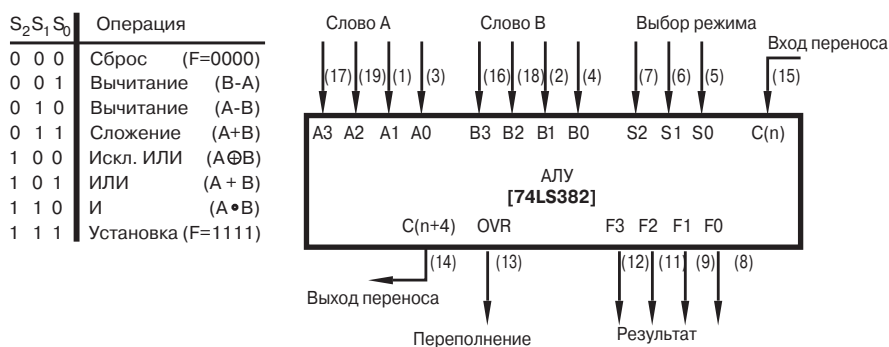 S2S1S0 Операция
0 0 0 Сброс (F=0000)
0 0 1 Вычитание (B-A)
0 1 0 Вычитание (A-B)
0 1 1 Сложение (A+B)
1 0 0 Искл. ИЛИ (A⊕B)
1 0 1 ИЛИ (A + B)
1 1 0 И (A•B)
1 1 1 Установка (F=1111)
Слово A Слово B Выбор режима
Вход переноса
(17) (19) (1) (3) (16) (18) (2) (4) (7) (6) (5) (15)
A3 A2 A1 A0 B3 B2 B1 B0 S2 S1 S0 C(n)
АЛУ
[74LS382]
C(n+4) OVR F3 F2 F1 F0
(14) (13) (12) (11) (9) (8)
Выход переноса
Переполнение Результат